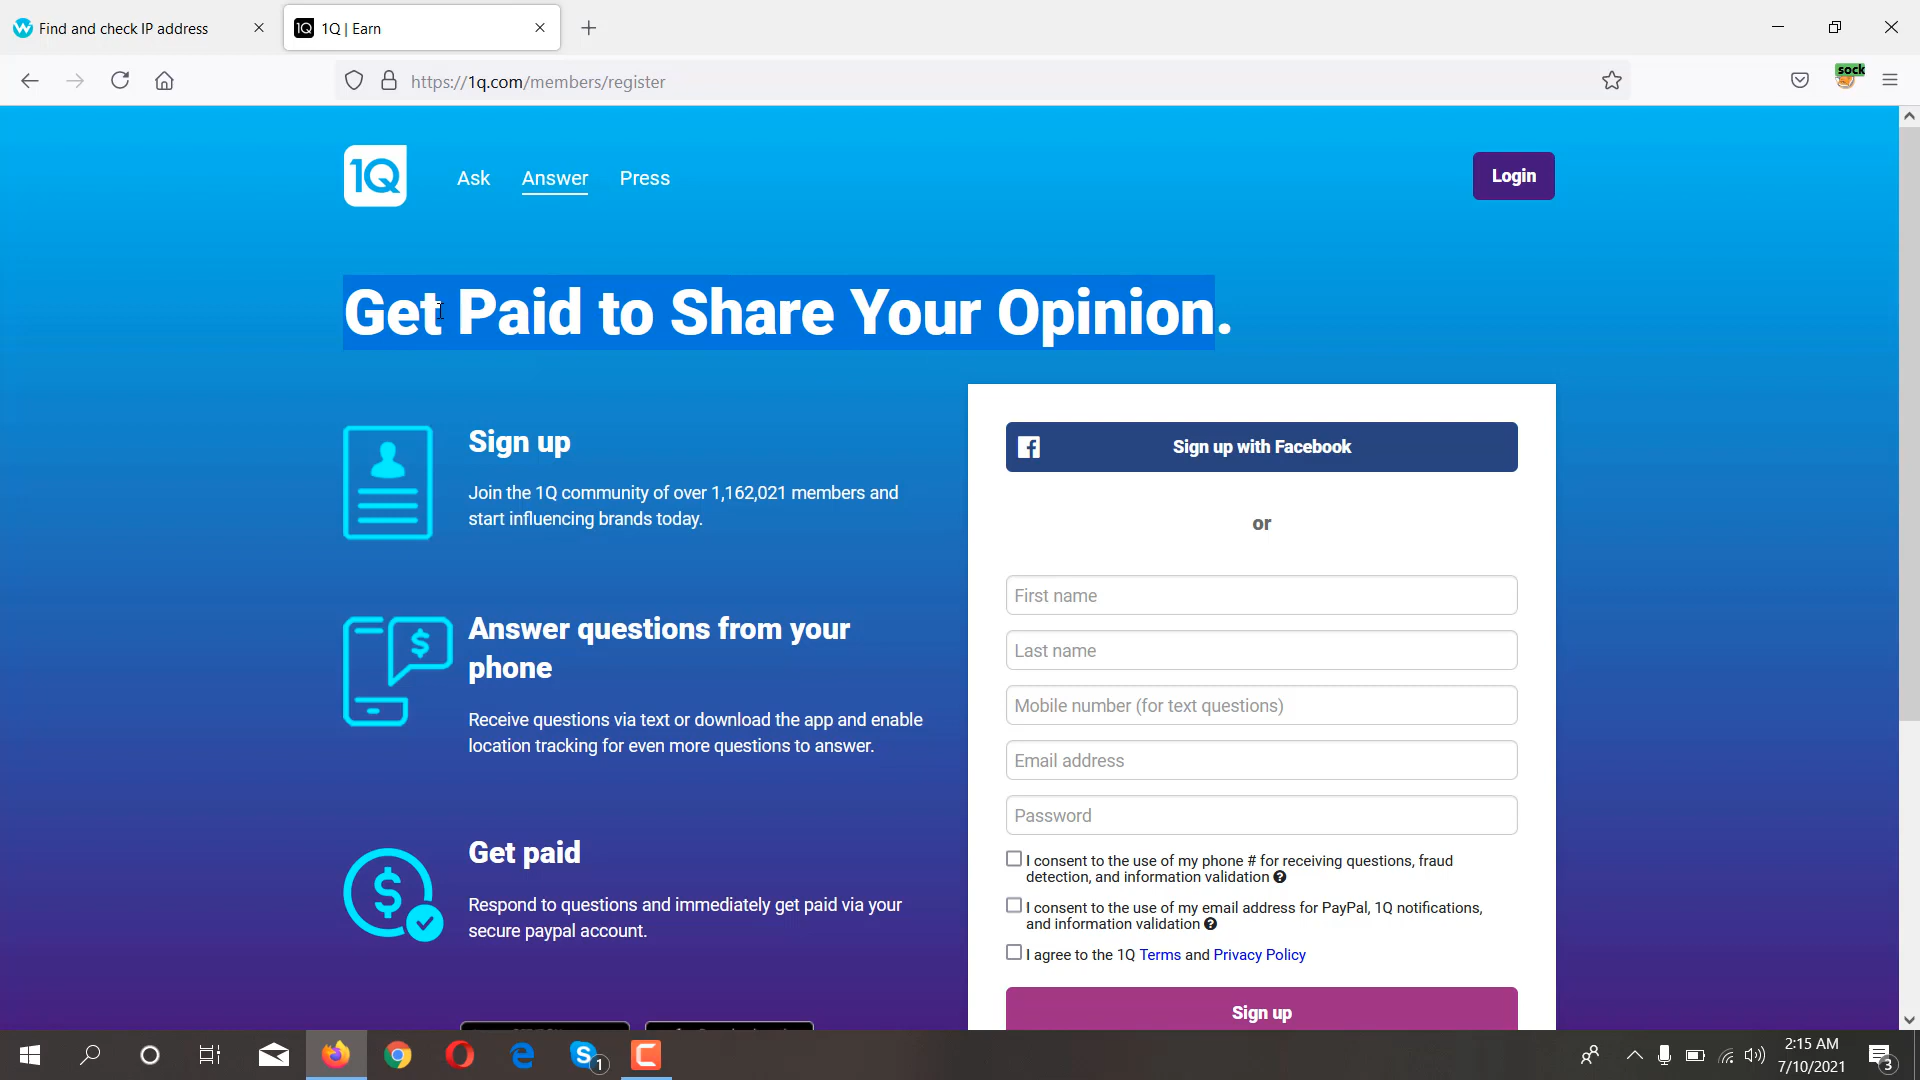 Find and check IP address
1Q | Earn
https://1q.com/members/register
sock
1Q
Ask
Answer
Press
Login
Get Paid to Share Your Opinion.
Sign up
Join the 1Q community of over 1,162,021 members and
start influencing brands today.
Answer questions from your
phone
Receive questions via text or download the app and enable
location tracking for even more questions to answer.
Get paid
Respond to questions and immediately get paid via your
secure paypal account.
Sign up with Facebook
or
First name
Last name
Mobile number (for text questions)
Email address
Password
I consent to the use of my phone # for receiving questions, fraud
detection, and information validation
I consent to the use of my email address for PayPal, 1Q notifications,
and information validation
I agree to the 1Q Terms and Privacy Policy
Sign up
1
2:15 AM
7/10/2021
3